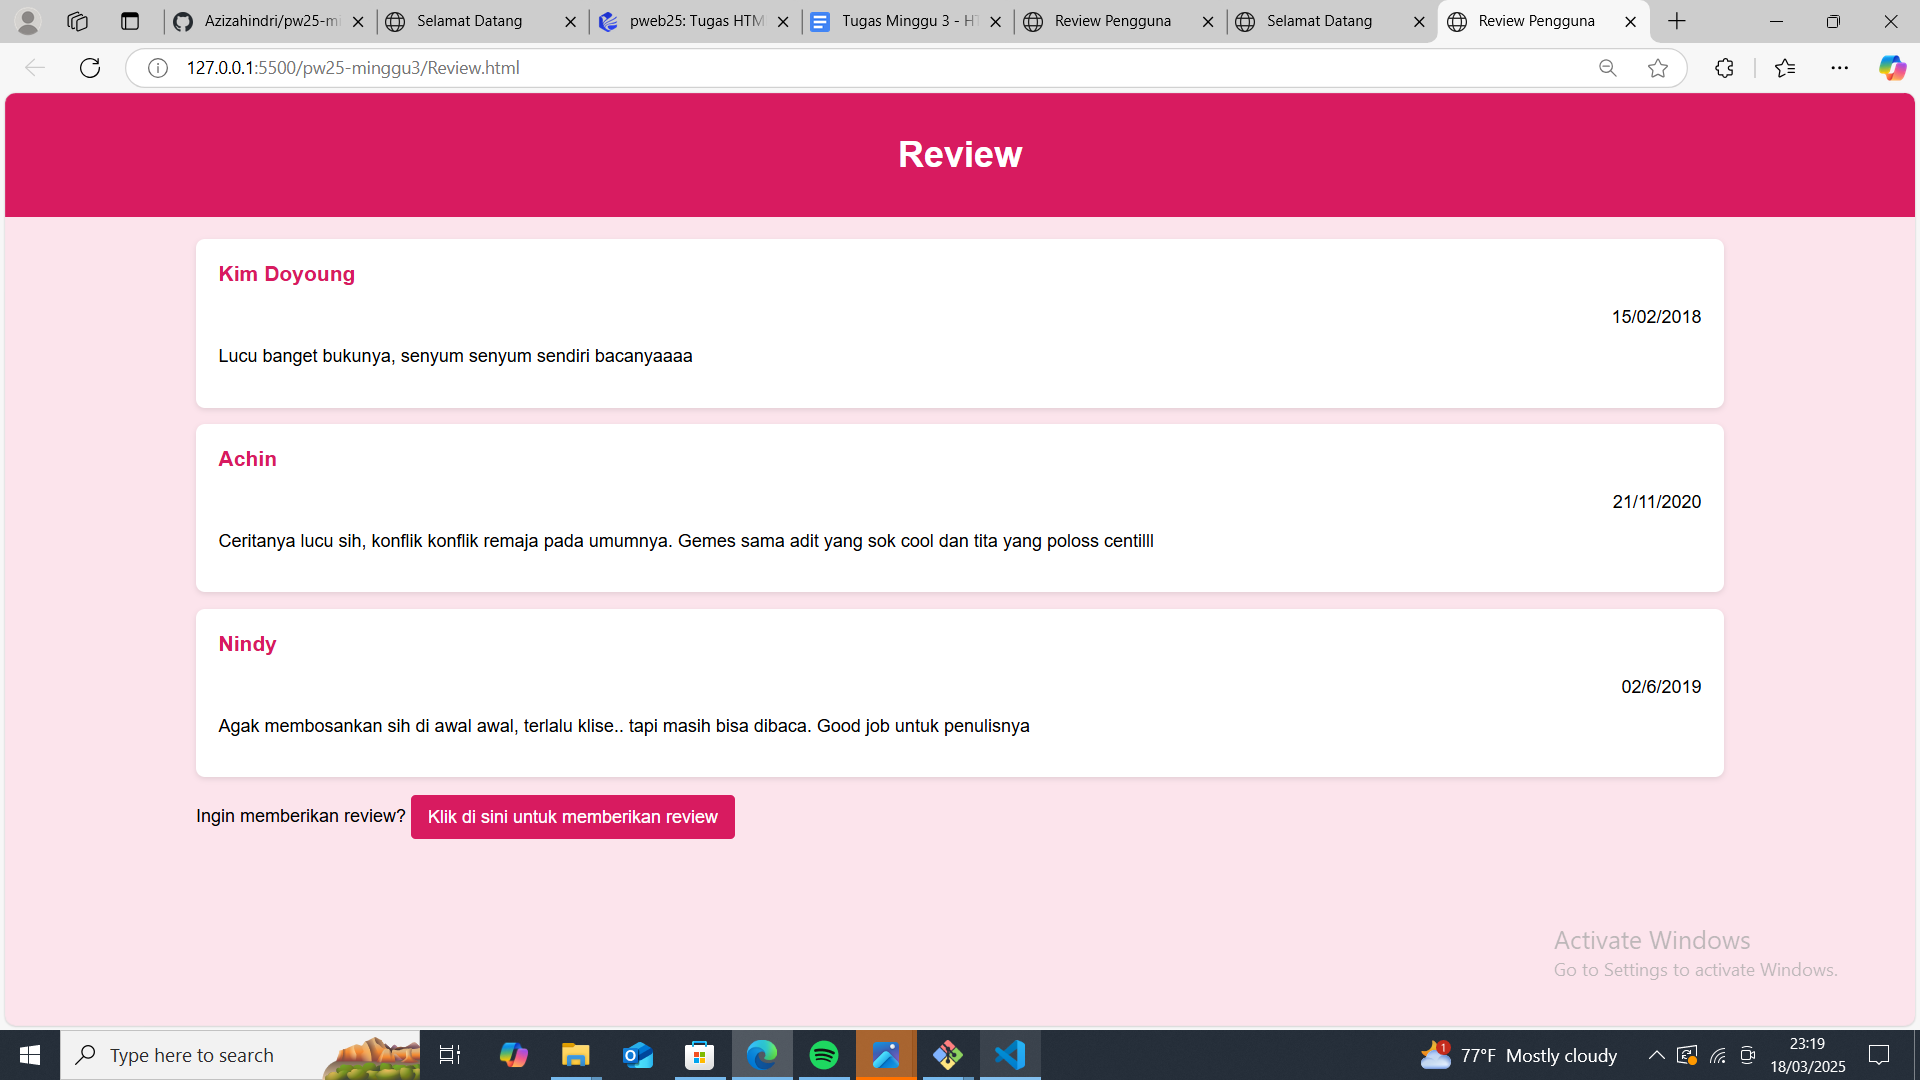 Azizahindri/pw25-mi
Selamat Datang
pweb25: Tugas HTM
Tugas Minggu 3 - HT
Review Pengguna
Selamat Datang
Review Pengguna
127.0.0.1:5500/pw25-minggu3/Review.html
Review
Kim Doyoung
15/02/2018
Lucu banget bukunya, senyum senyum sendiri bacanyaaaa
Achin
21/11/2020
Ceritanya lucu sih, konflik konflik remaja pada umumnya. Gemes sama adit yang sok cool dan tita yang poloss centilll
Nindy
02/6/2019
Agak membosankan sih di awal awal, terlalu klise.. tapi masih bisa dibaca. Good job untuk penulisnya
Ingin memberikan review? Klik di sini untuk memberikan review
Activate Windows
Go to Settings to activate Windows.
Type here to search
1
77°F Mostly cloudy
23:19
18/03/2025